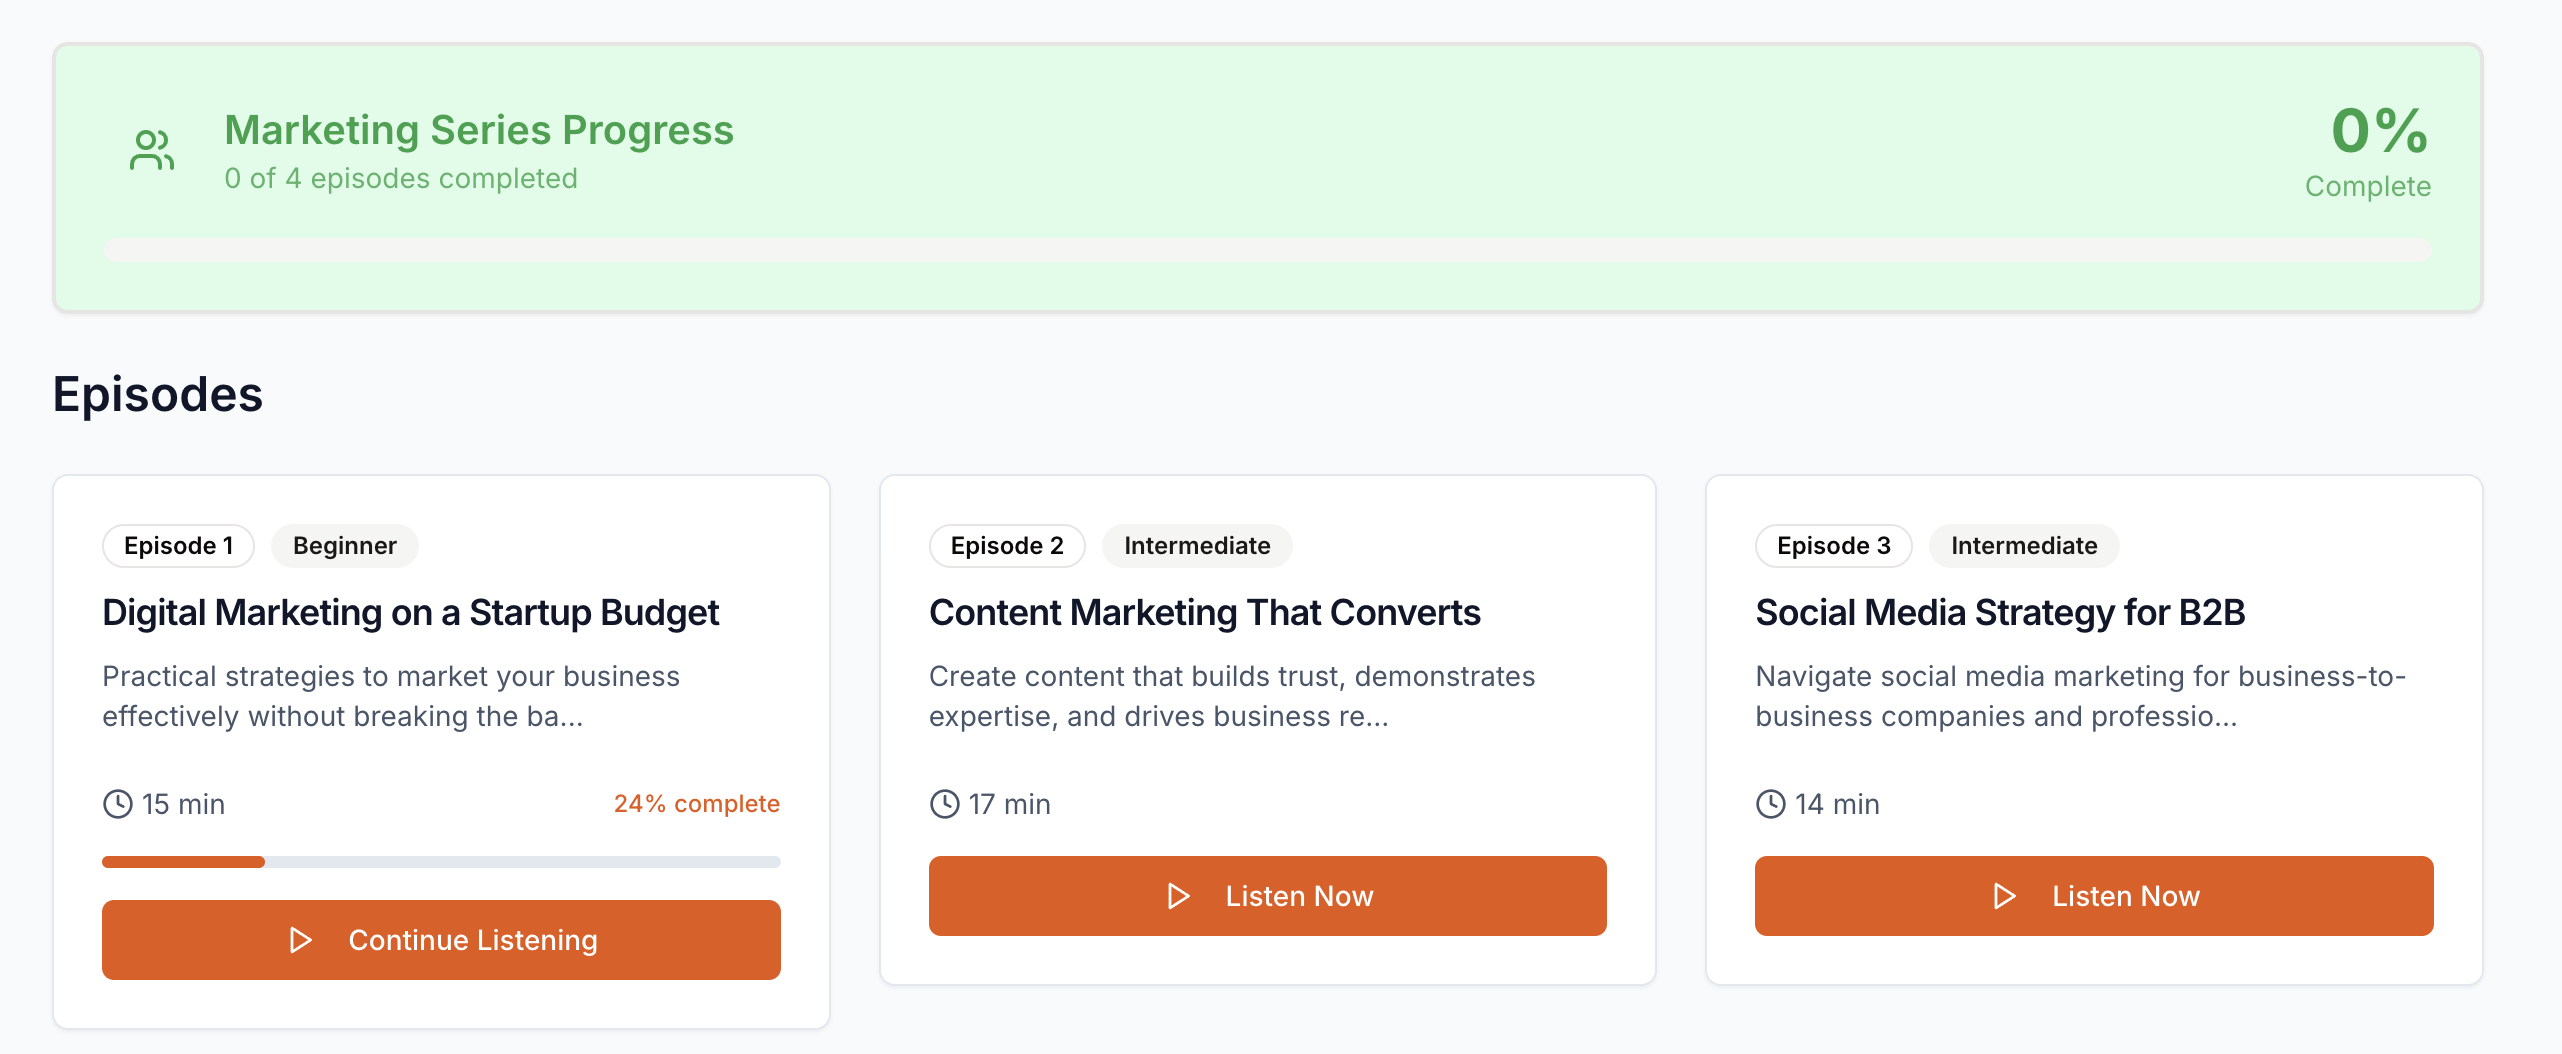 Marketing Series Progress
0 of 4 episodes completed
0%
Complete
Episodes
Episode 1
Beginner
Digital Marketing on a Startup Budget
Practical strategies to market your business
effectively without breaking the ba...
15 min
24% complete
Continue Listening
Episode 2
Intermediate
Content Marketing That Converts
Create content that builds trust, demonstrates
expertise, and drives business re...
17 min
Listen Now
Episode 3
Intermediate
Social Media Strategy for B2B
Navigate social media marketing for business-to-
business companies and professio...
14 min
Listen Now